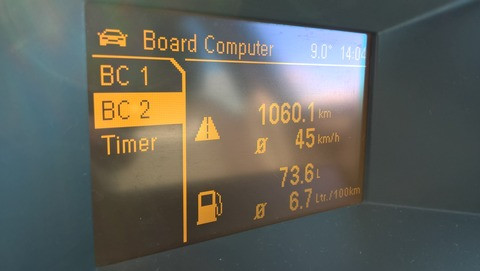 Board Computer 9.0° 14:04
BC 1
BC 2
Timer
1060.1 km
Ø 45 km/h
73.6 L
Ø 6.7 Ltr./100km